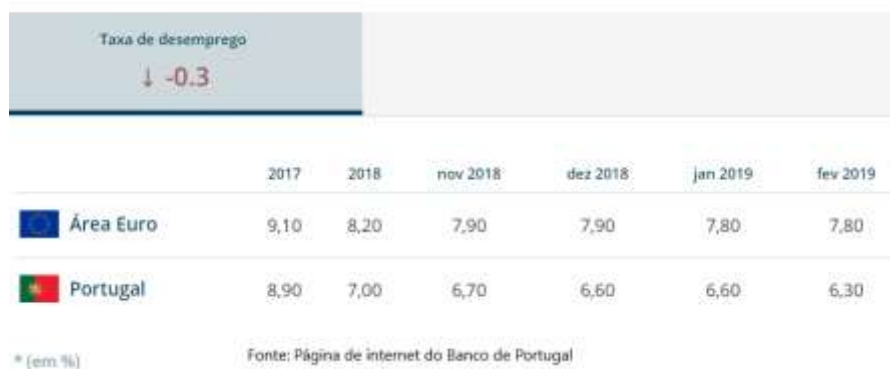 Taxa de desemprego
↓ -0.3
2017 2018 nov 2018 dez 2018 jan 2019 fev 2019
Área Euro 9,10 8,20 7,90 7,90 7,80 7,80
Portugal 8,90 7,00 6,70 6,60 6,60 6,30
* (em %) Fonte: Página de internet do Banco de Portugal